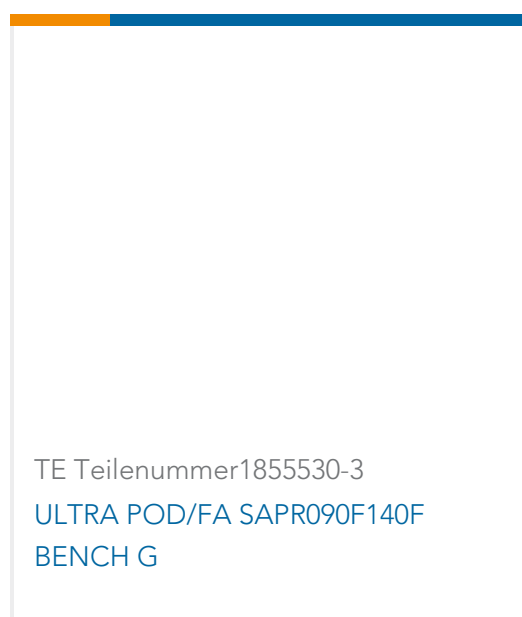 TE Teilenummer1855530-3
ULTRA POD/FA SAPR090F140F
BENCH G